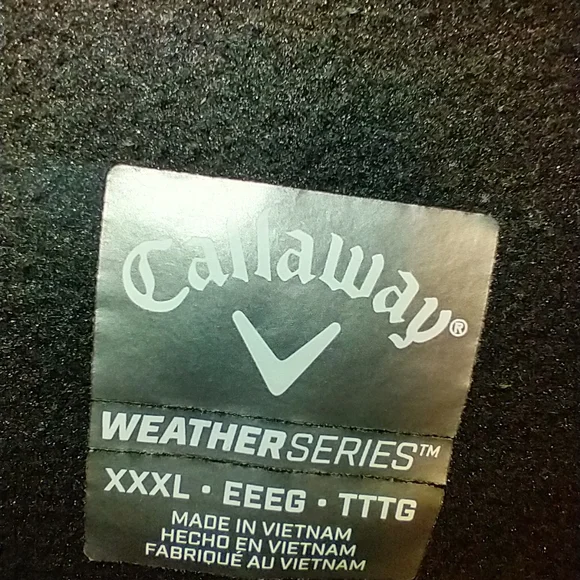 Callaway®
WEATHERSERIES™
XXXL • EEEG • TTTG
MADE IN VIETNAM
HECHO EN VIETNAM
FABRIQUÉ AU VIETNAM